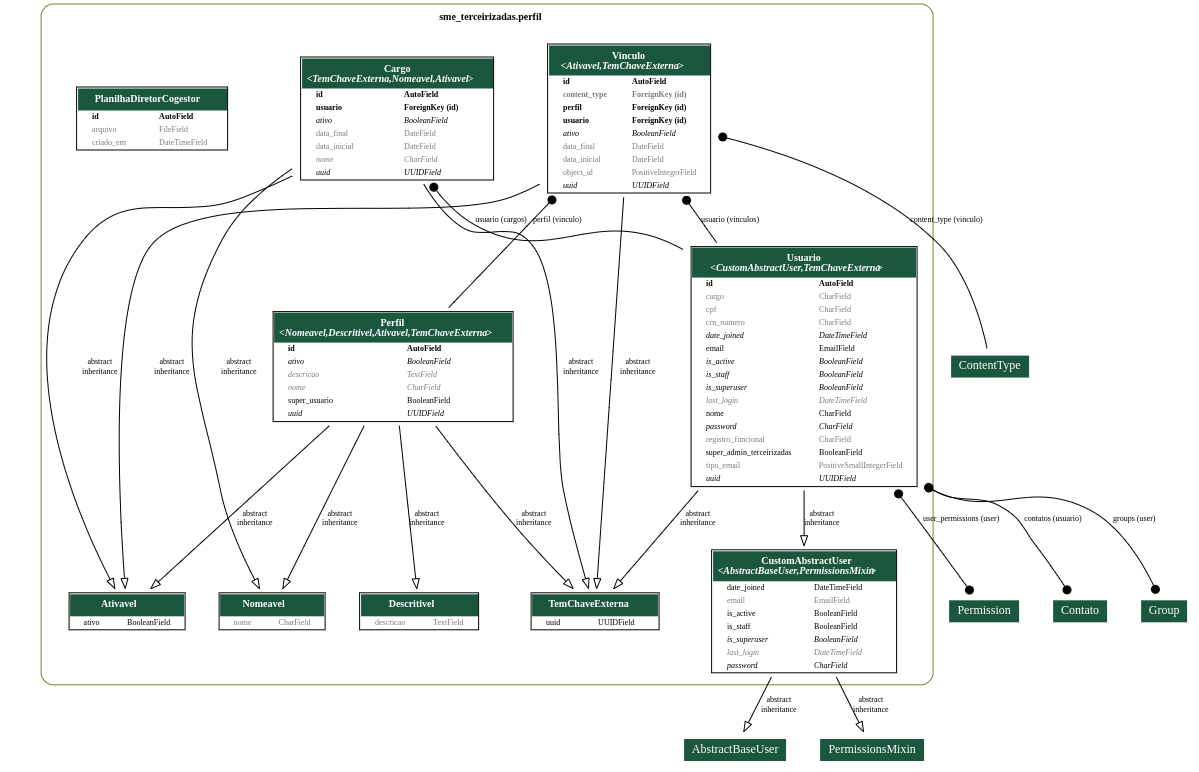 sme_terceirizadas.perfil
PlanilhaDiretorCogestor
id AutoField
arquivo FileField
criado_em DateTimeField
Cargo
<TemChaveExterna,Nomeavel,Ativavel>
id AutoField
usuario ForeignKey (id)
ativo BooleanField
data_final DateField
data_inicial DateField
nome CharField
uuid UUIDField
Vinculo
<Ativavel,TemChaveExterna>
id AutoField
content_type ForeignKey (id)
perfil ForeignKey (id)
usuario ForeignKey (id)
ativo BooleanField
data_final DateField
data_inicial DateField
object_id PositiveIntegerField
uuid UUIDField
usuario (cargos) perfil (vinculo) usuario (vinculos) content_type (vinculo)
Usuario
<CustomAbstractUser,TemChaveExterna>
id AutoField
cargo CharField
cpf CharField
crn_numero CharField
date_joined DateTimeField
email EmailField
is_active BooleanField
is_staff BooleanField
is_superuser BooleanField
last_login DateTimeField
nome CharField
password CharField
registro_funcional CharField
super_admin_terceirizadas BooleanField
tipo_email PositiveSmallIntegerField
uuid UUIDField
Perfil
<Nomeavel,Descritivel,Ativavel,TemChaveExterna>
id AutoField
ativo BooleanField
descricao TextField
nome CharField
super_usuario BooleanField
uuid UUIDField
ContentType
abstract
inheritance
abstract
inheritance
abstract
inheritance
abstract
inheritance
abstract
inheritance
abstract
inheritance
abstract
inheritance
abstract
inheritance
abstract
inheritance
abstract
inheritance
abstract
inheritance
user_permissions (user) contatos (usuario) groups (user)
Ativavel
ativo BooleanField
Nomeavel
nome CharField
Descritivel
descricao TextField
TemChaveExterna
uuid UUIDField
CustomAbstractUser
<AbstractBaseUser,PermissionsMixin>
date_joined DateTimeField
email EmailField
is_active BooleanField
is_staff BooleanField
is_superuser BooleanField
last_login DateTimeField
password CharField
Permission
Contato
Group
abstract
inheritance
abstract
inheritance
AbstractBaseUser
PermissionsMixin